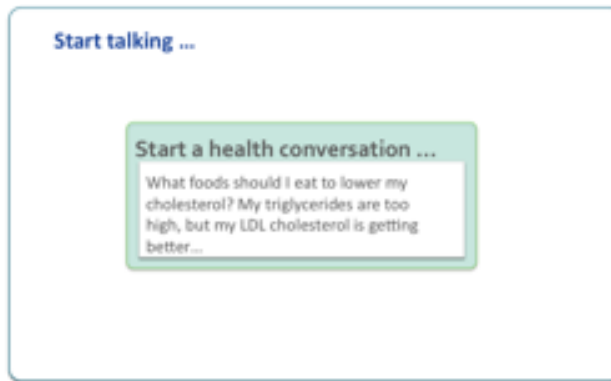 Start talking ...
Start a health conversation ...
What foods should I eat to lower my
cholesterol? My triglycerides are too
high, but my LDL cholesterol is getting
better...